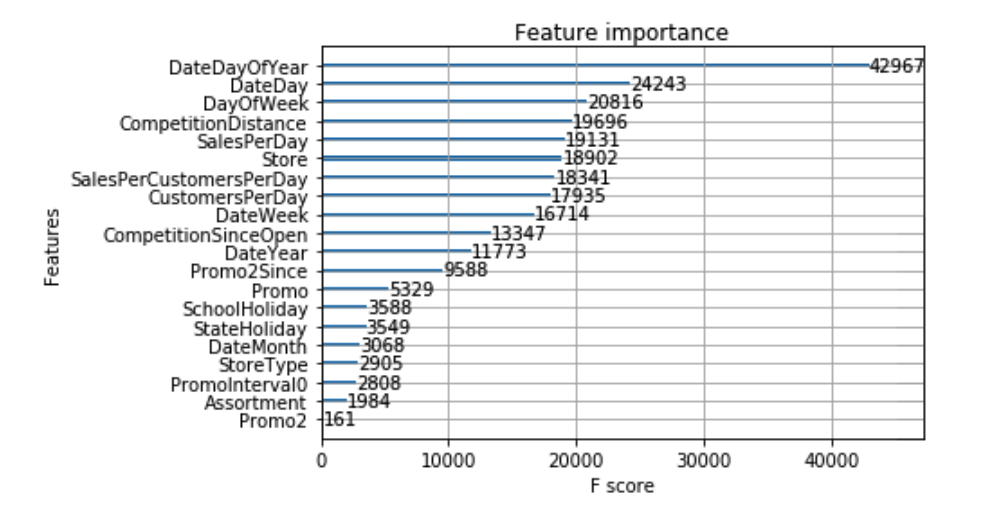 Feature importance
DateDayOfYear 42967
DateDay 24243
DayOfWeek 20816
CompetitionDistance 19696
SalesPerDay 19131
Store 18902
SalesPerCustomersPerDay 18341
CustomersPerDay 17935
DateWeek 16714
CompetitionSinceOpen 13347
DateYear 11773
Promo2Since 9588
Promo 5329
SchoolHoliday 3588
StateHoliday 3549
DateMonth 3068
StoreType 2905
PromoInterval0 2808
Assortment 1984
Promo2 161
Features
0 10000 20000 30000 40000
F score